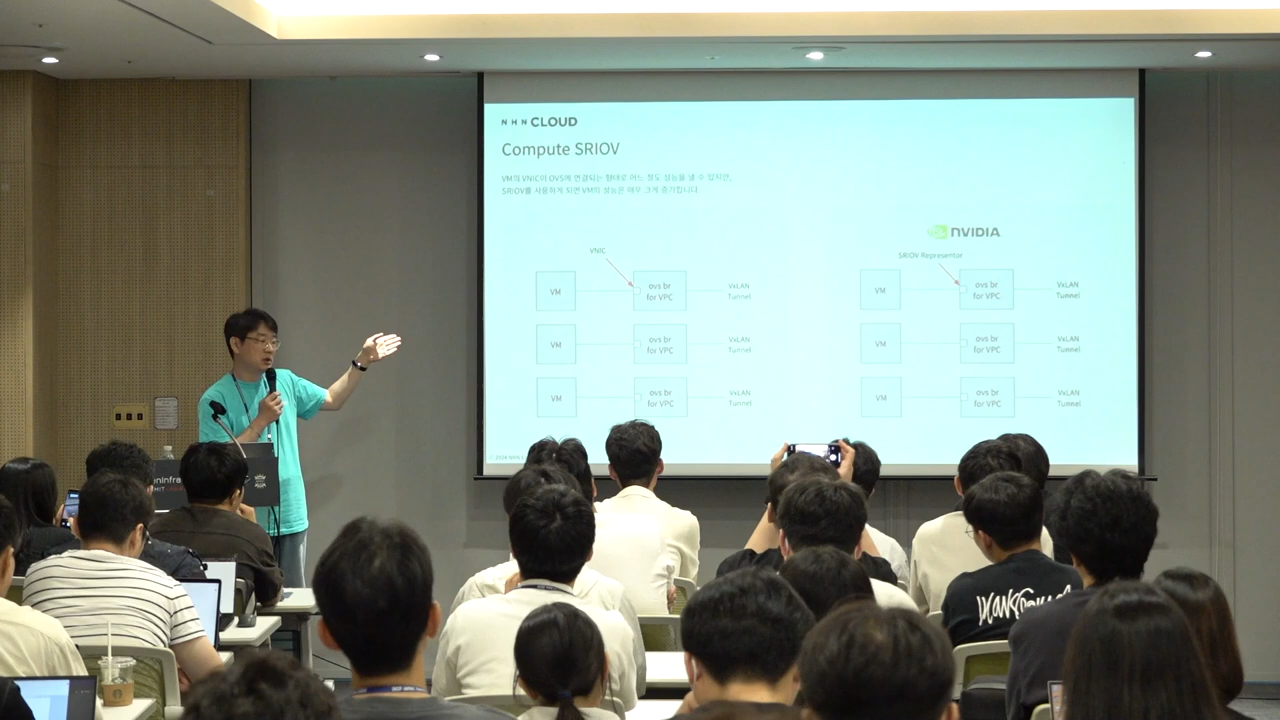 NHN CLOUD
Compute SRIOV
VM의 VNIC이 OVS에 연결되는 형태로 어느 정도 성능을 낼 수 있지만,
SRIOV를 사용하게 되면 VM의 성능은 매우 크게 증가합니다.
NVIDIA
VNIC
SRIOV Representor
VM
ovs br
for VPC
VxLAN
Tunnel
VM
ovs br
for VPC
VxLAN
Tunnel
VM
ovs br
for VPC
VxLAN
Tunnel
VM
ovs br
for VPC
VxLAN
Tunnel
VM
ovs br
for VPC
VxLAN
Tunnel
VM
ovs br
for VPC
VxLAN
Tunnel